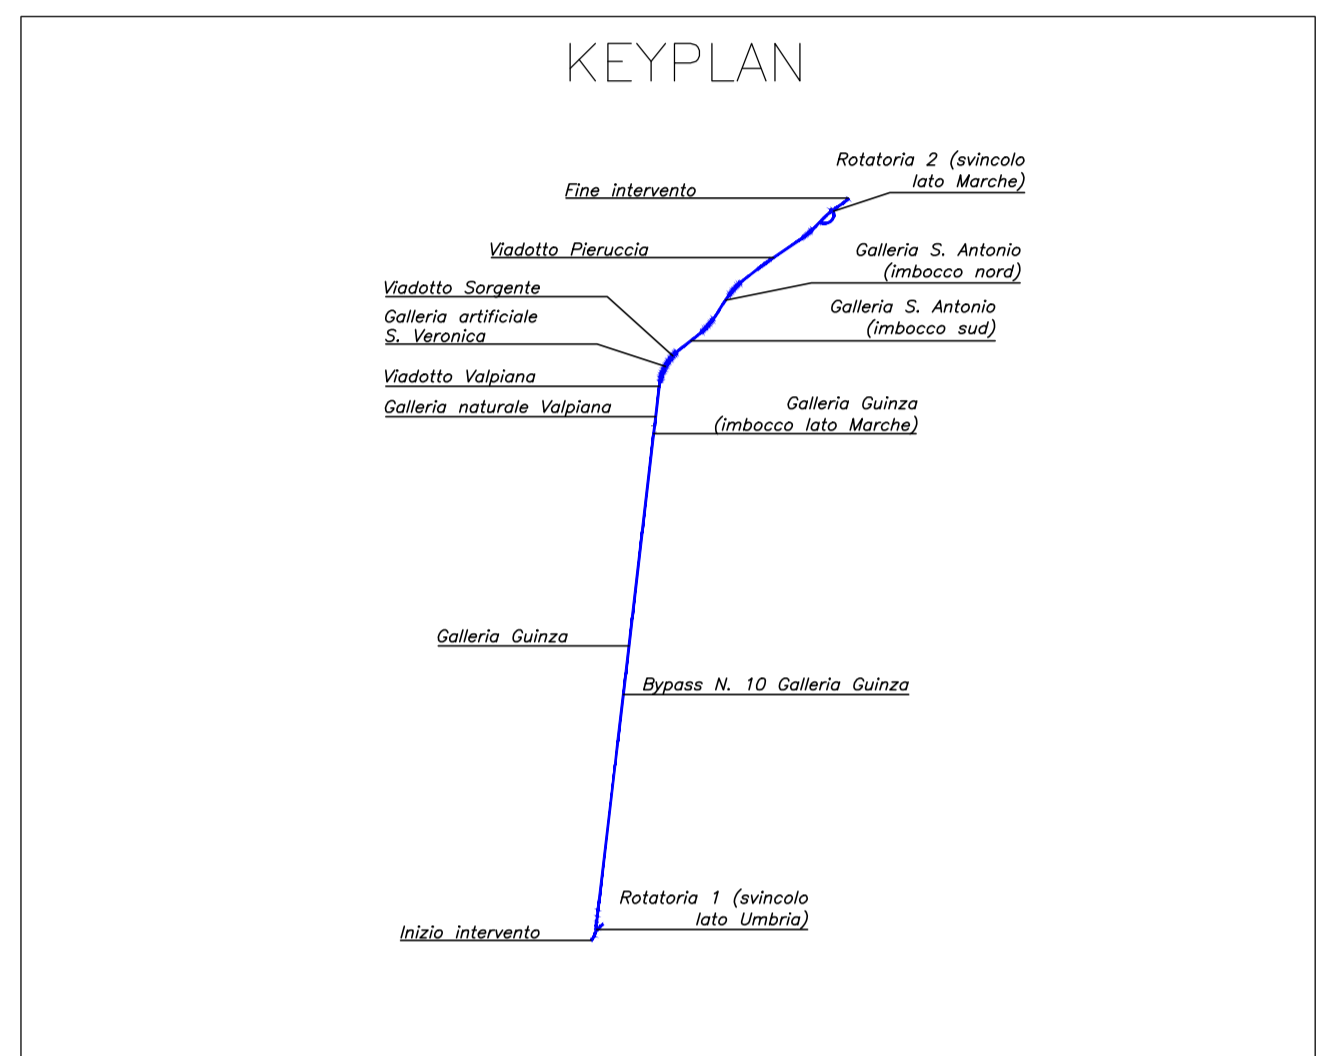 KEYPLAN
Rotatoria 2 (svincolo
lato Marche)
Fine intervento
Viadotto Pieruccia
Galleria S. Antonio
(imbocco nord)
Viadotto Sorgente
Galleria S. Antonio
(imbocco sud)
Galleria artificiale
S. Veronica
Viadotto Valpiana
Galleria naturale Valpiana
Galleria Guinza
(imbocco lato Marche)
Galleria Guinza
Bypass N. 10 Galleria Guinza
Rotatoria 1 (svincolo
lato Umbria)
Inizio intervento